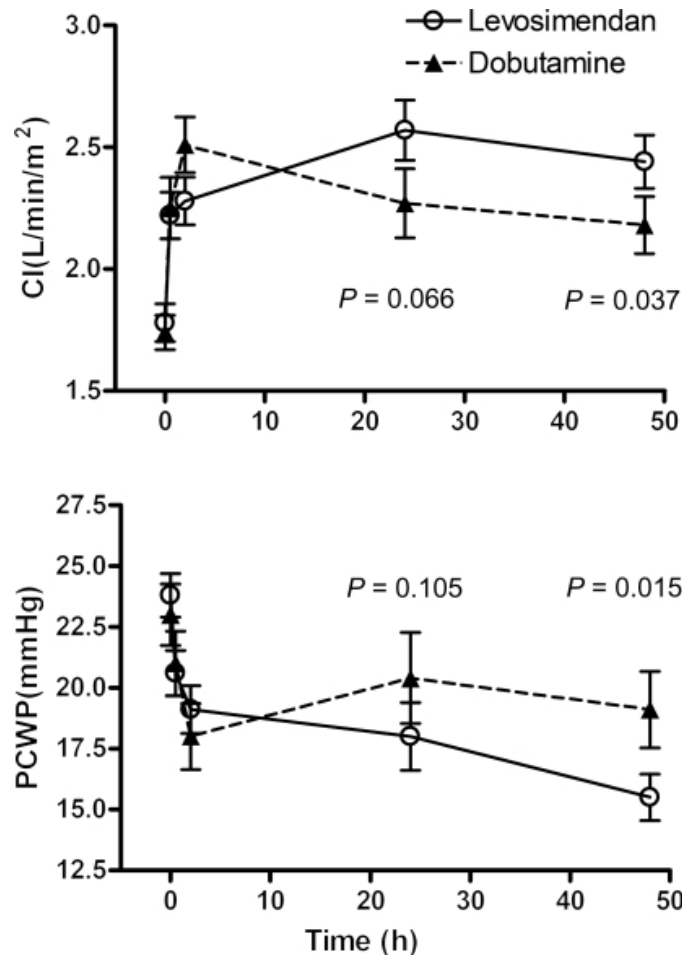 Levosimendan
Dobutamine
CI(L/min/m²)
3.0
2.5
2.0
1.5
P = 0.066
P = 0.037
0 10 20 30 40 50
PCWP(mmHg)
27.5
25.0
22.5
20.0
17.5
15.0
12.5
P = 0.105
P = 0.015
0 10 20 30 40 50
Time (h)